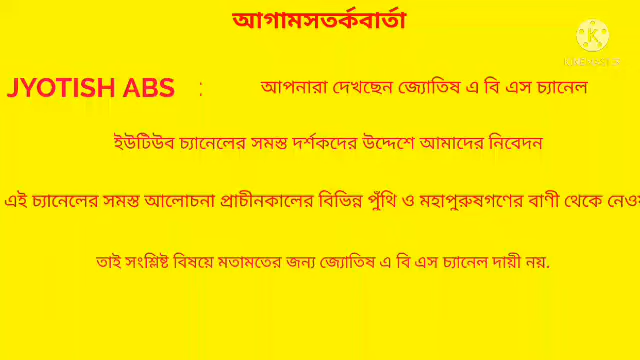 আগামসতর্কবার্তা
JYOTISH ABS : আপনারা দেখছেন জ্যোতিষ এ বি এস চ্যানেল
ইউটিউব চ্যানেলের সমস্ত দর্শকদের উদ্দেশে আমাদের নিবেদন
এই চ্যানেলের সমস্ত আলোচনা প্রাচীনকালের বিভিন্ন পুঁথি ও মহাপুরুষগণের বাণী থেকে
তাই সংশ্লিষ্ট বিষয়ে মতামতের জন্য জ্যোতিষ এ বি এস চ্যানেল দায়ী নয়.